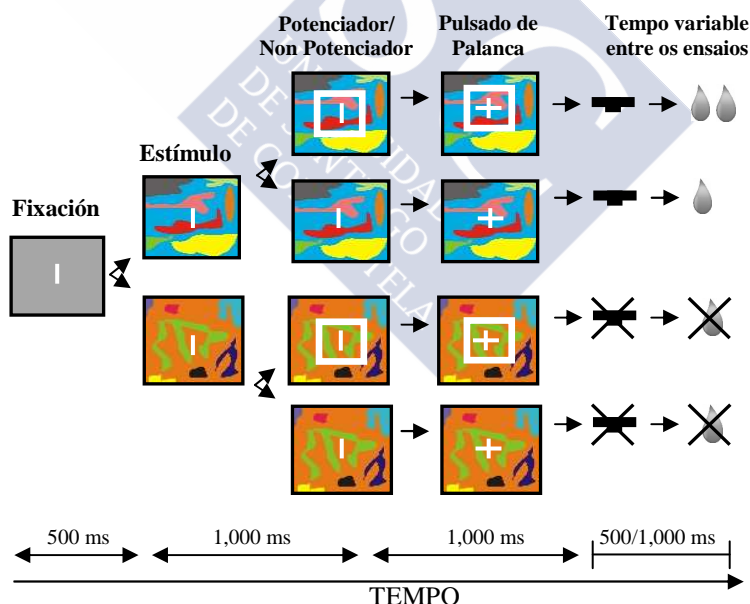 Potenciador/
Non Potenciador
Pulsado de
Palanca
Tempo variable
entre os ensaios
Estímulo
Fixación
500 ms
1,000 ms
1,000 ms
500/1,000 ms
TEMPO